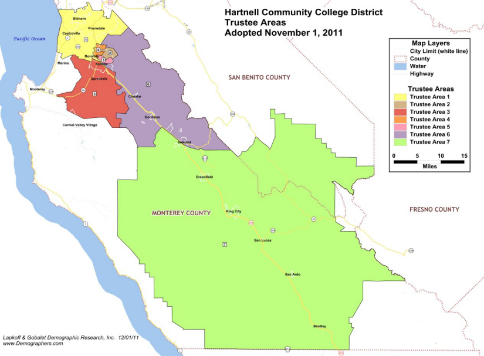 Hartnell Community College District
Trustee Areas
Adopted November 1, 2011
Pacific Ocean
Prunedale
Castroville
Marina
Monterey
Gonzales
Soledad
Greenfield
King City
San Lucas
San Ardo
Bradley
SAN BENITO COUNTY
MONTEREY COUNTY
FRESNO COUNTY
Map Layers
City Limit (white line)
County
Water
Highway
Trustee Areas
Trustee Area 1
Trustee Area 2
Trustee Area 3
Trustee Area 4
Trustee Area 5
Trustee Area 6
Trustee Area 7
0 5 10 15
Miles
Lapkoff & Gobalet Demographic Research, Inc. 12/01/11
www.Demographers.com